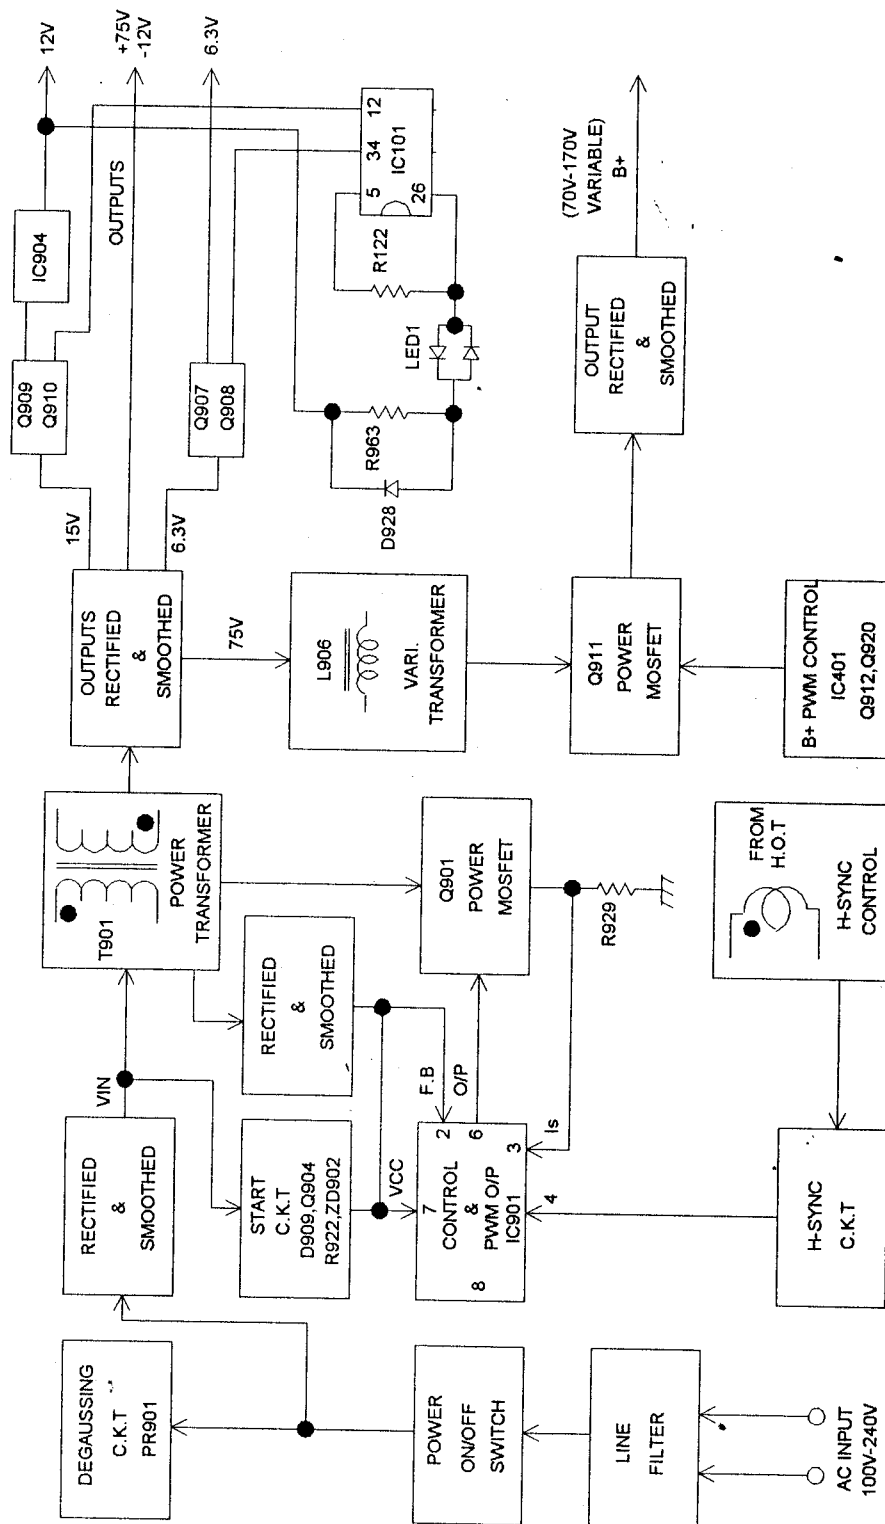 DEGAUSSING
C.K.T
PR901
POWER
ON/OFF
SWITCH
LINE
FILTER
AC INPUT
100V-240V
RECTIFIED
&
SMOOTHED
VIN
START
C.K.T
D909,Q904
R922,ZD902
VCC
7
2
6
3
4
8
CONTROL
&
PWM O/P
IC901
F.B
O/P
Is
H-SYNC
C.K.T
T901
POWER
TRANSFORMER
RECTIFIED
&
SMOOTHED
Q901
POWER
MOSFET
R929
FROM
H.O.T
H-SYNC
CONTROL
OUTPUTS
RECTIFIED
&
SMOOTHED
15V
6.3V
75V
L906
VARI.
TRANSFORMER
Q911
POWER
MOSFET
B+ PWM CONTROL
IC401
Q912,Q920
Q909
Q910
IC904
Q907
Q908
OUTPUTS
12V
+75V
-12V
6.3V
D928
R963
LED1
R122
5
34
12
26
IC101
OUTPUT
RECTIFIED
&
SMOOTHED
(70V-170V
VARIABLE)
B+